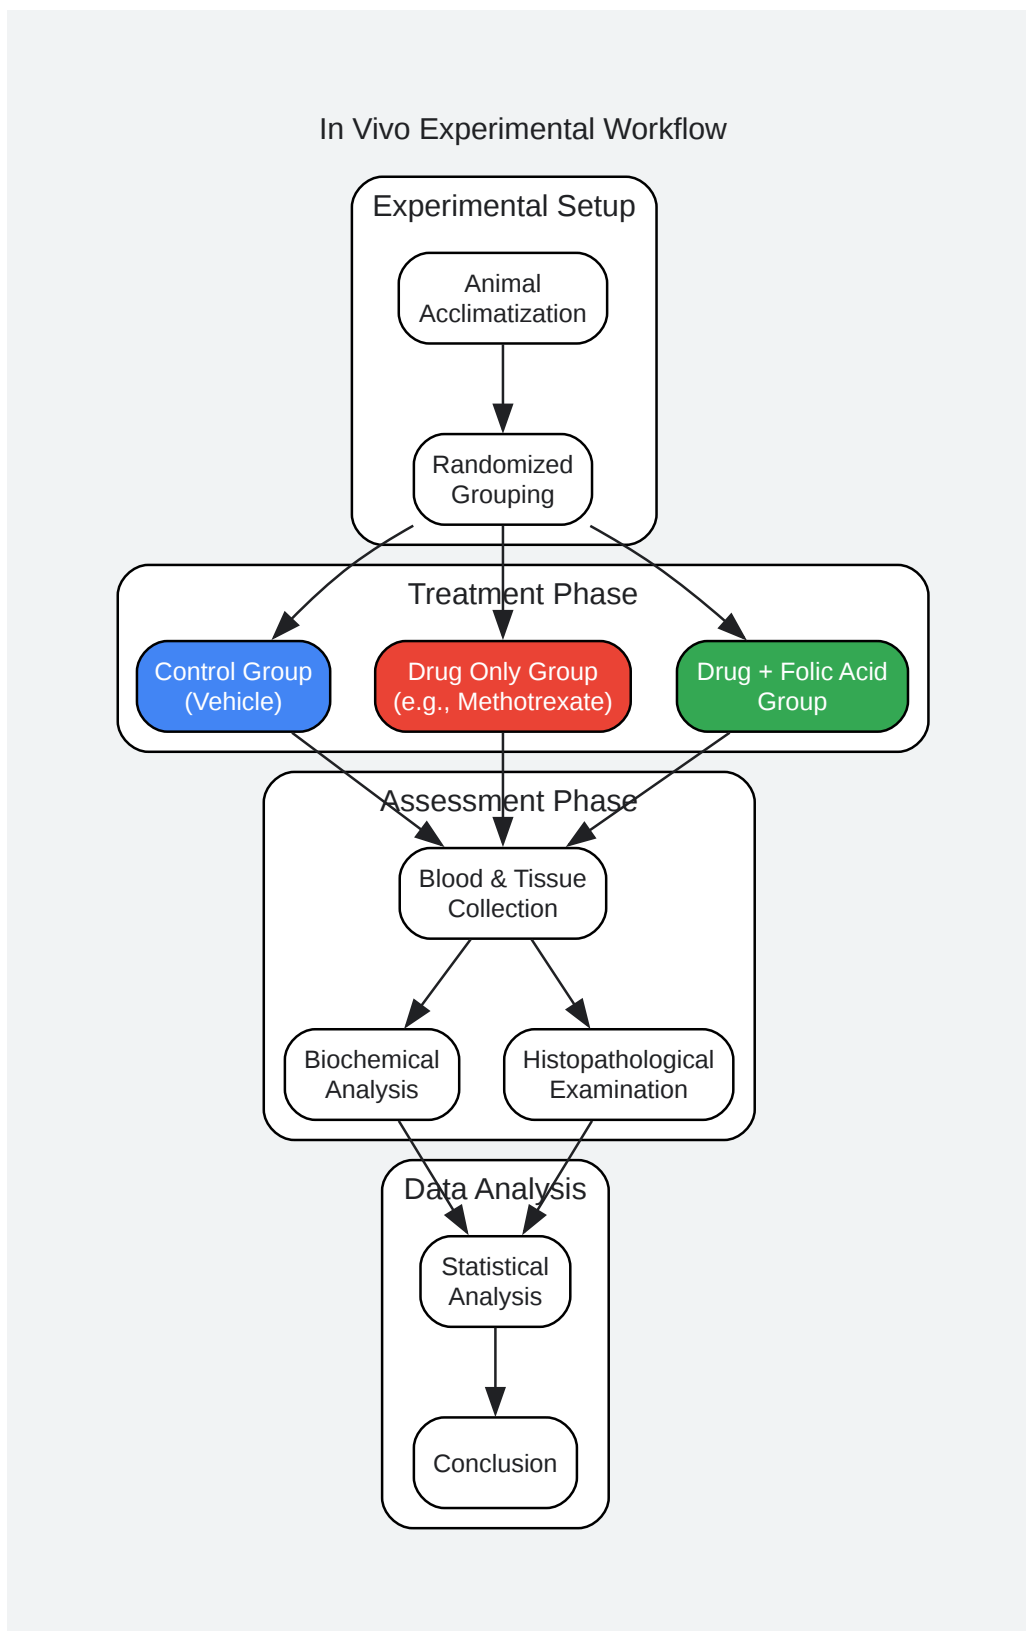 In Vivo Experimental Workflow
Experimental Setup
Animal
Acclimatization
Randomized
Grouping
Treatment Phase
Control Group
(Vehicle)
Drug Only Group
(e.g., Methotrexate)
Drug + Folic Acid
Group
Assessment Phase
Blood & Tissue
Collection
Biochemical
Analysis
Histopathological
Examination
Data Analysis
Statistical
Analysis
Conclusion